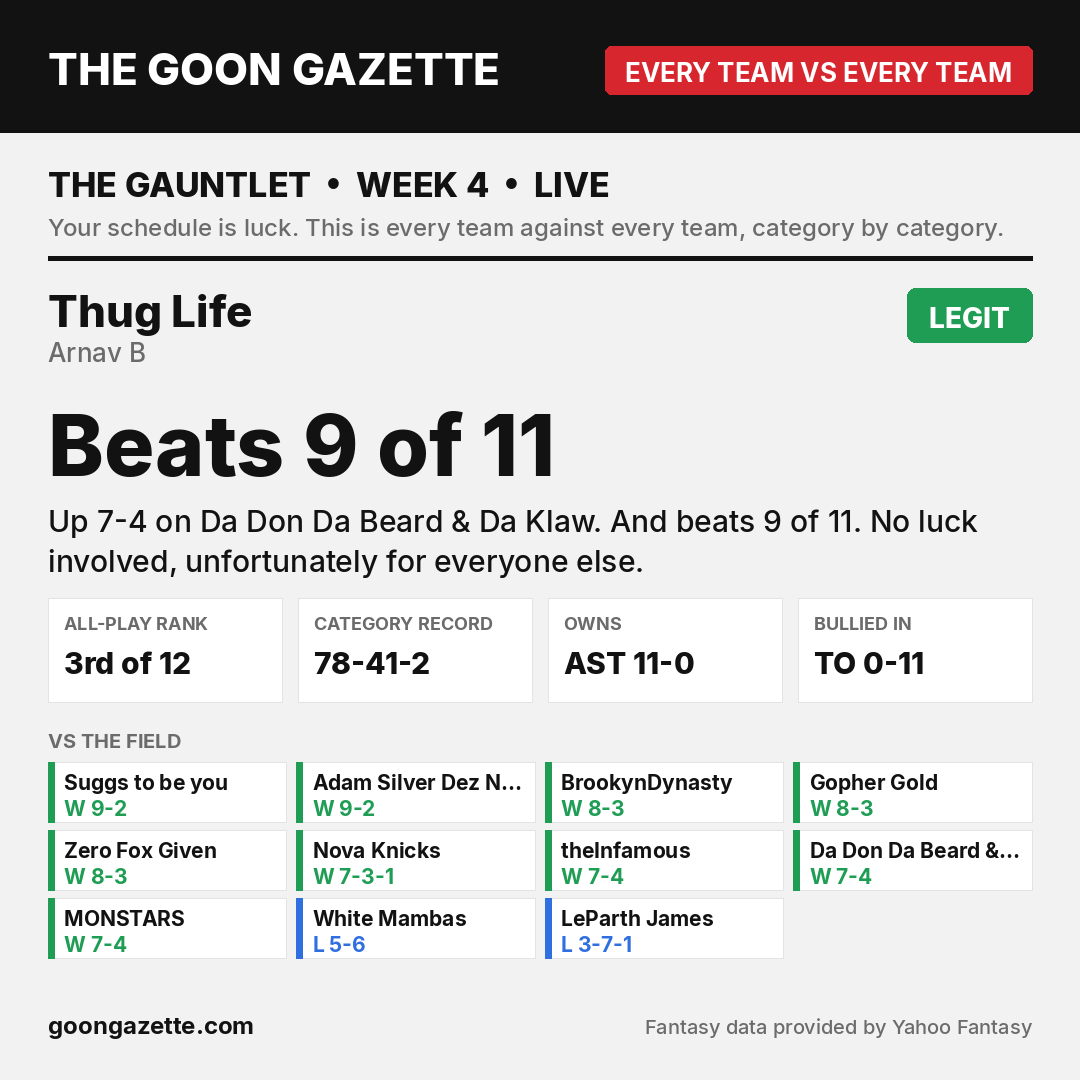 THE GOON GAZETTE
EVERY TEAM VS EVERY TEAM
THE GAUNTLET • WEEK 4 • LIVE
Your schedule is luck. This is every team against every team, category by category.
Thug Life
Arnav B
LEGIT
Beats 9 of 11
Up 7-4 on Da Don Da Beard & Da Klaw. And beats 9 of 11. No luck
involved, unfortunately for everyone else.
ALL-PLAY RANK
3rd of 12
CATEGORY RECORD
78-41-2
OWNS
AST 11-0
BULLIED IN
TO 0-11
VS THE FIELD
Suggs to be you
W 9-2
Adam Silver Dez N...
W 9-2
BrookynDynasty
W 8-3
Gopher Gold
W 8-3
Zero Fox Given
W 8-3
Nova Knicks
W 7-3-1
theInfamous
W 7-4
Da Don Da Beard &...
W 7-4
MONSTARS
W 7-4
White Mambas
L 5-6
LeParth James
L 3-7-1
goongazette.com
Fantasy data provided by Yahoo Fantasy